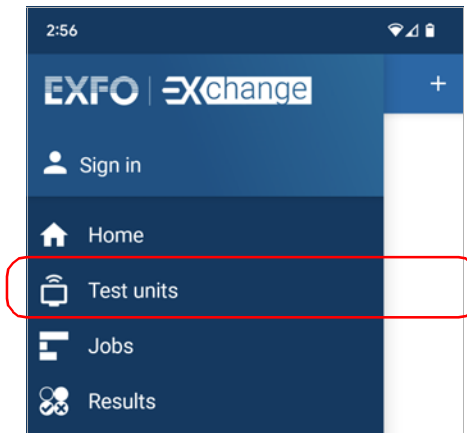 2:56
EXFO | EXchange
+
Sign in
Home
Test units
Jobs
Results